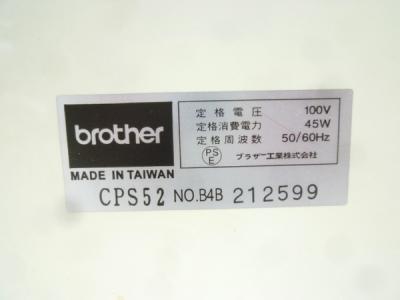 brother
MADE IN TAIWAN
定格電圧 100V
定格消費電力 45W
定格周波数 50/60Hz
PS
E
ブラザー工業株式会社
CPS52 NO.B4B 212599